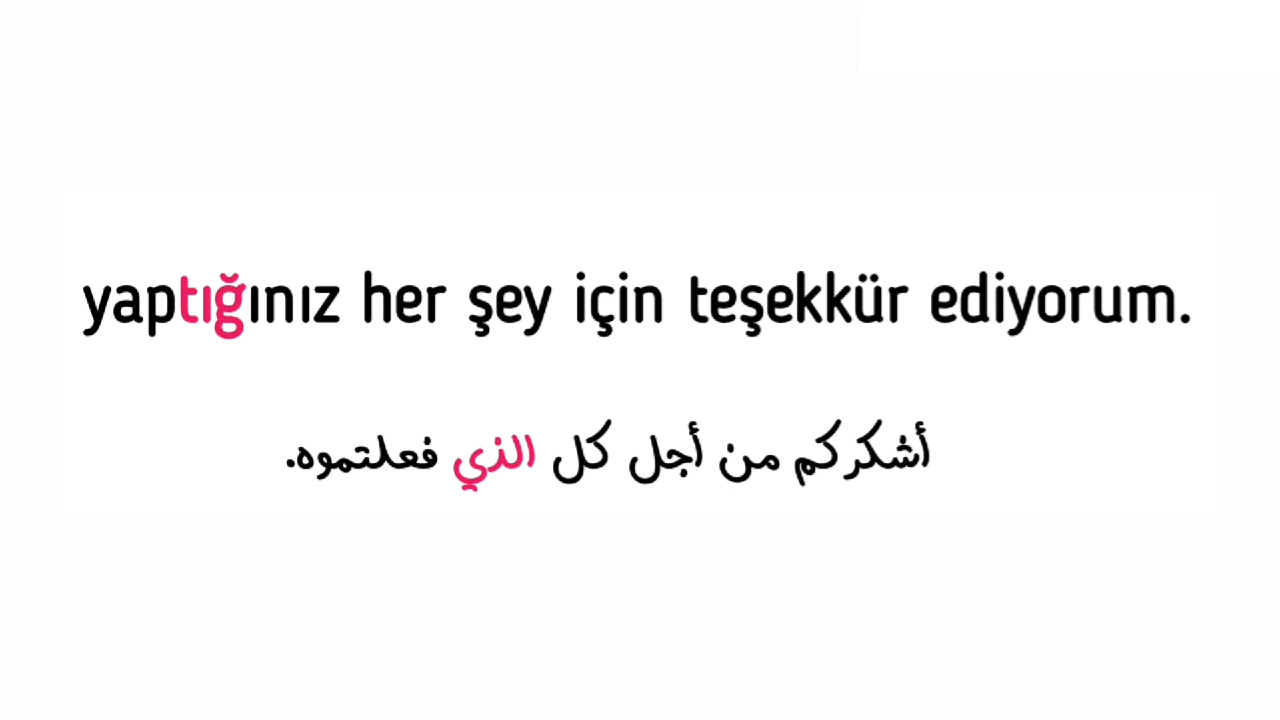 yaptığınız her şey için teşekkür ediyorum.
أشكركم من أجل كل الذي فعلتموه.